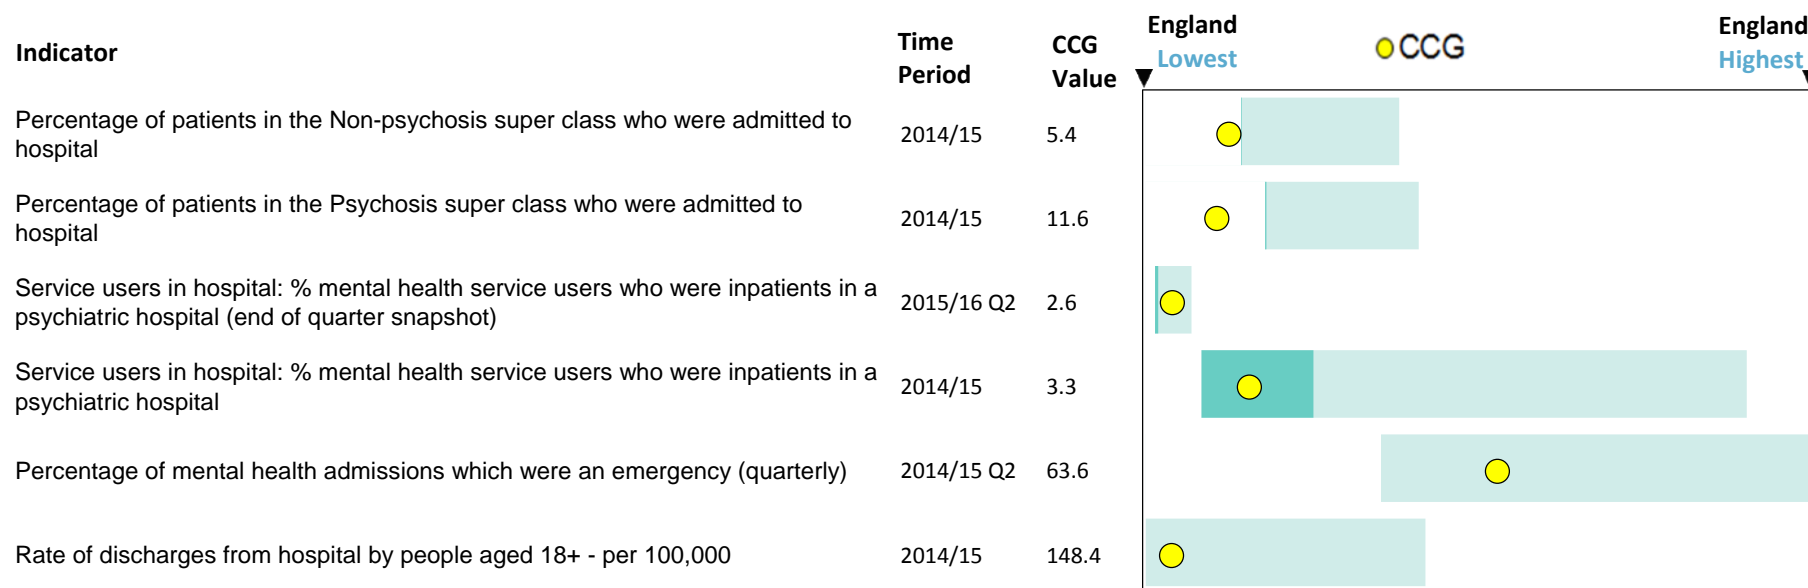 Indicator
Time Period
CCG Value
England
Lowest
CCG
England
Highest
Percentage of patients in the Non-psychosis super class who were admitted to
hospital
2014/15
5.4
Percentage of patients in the Psychosis super class who were admitted to
hospital
2014/15
11.6
Service users in hospital: % mental health service users who were inpatients in a
psychiatric hospital (end of quarter snapshot)
2015/16 Q2
2.6
Service users in hospital: % mental health service users who were inpatients in a
psychiatric hospital
2014/15
3.3
Percentage of mental health admissions which were an emergency (quarterly)
2014/15 Q2
63.6
Rate of discharges from hospital by people aged 18+ - per 100,000
2014/15
148.4